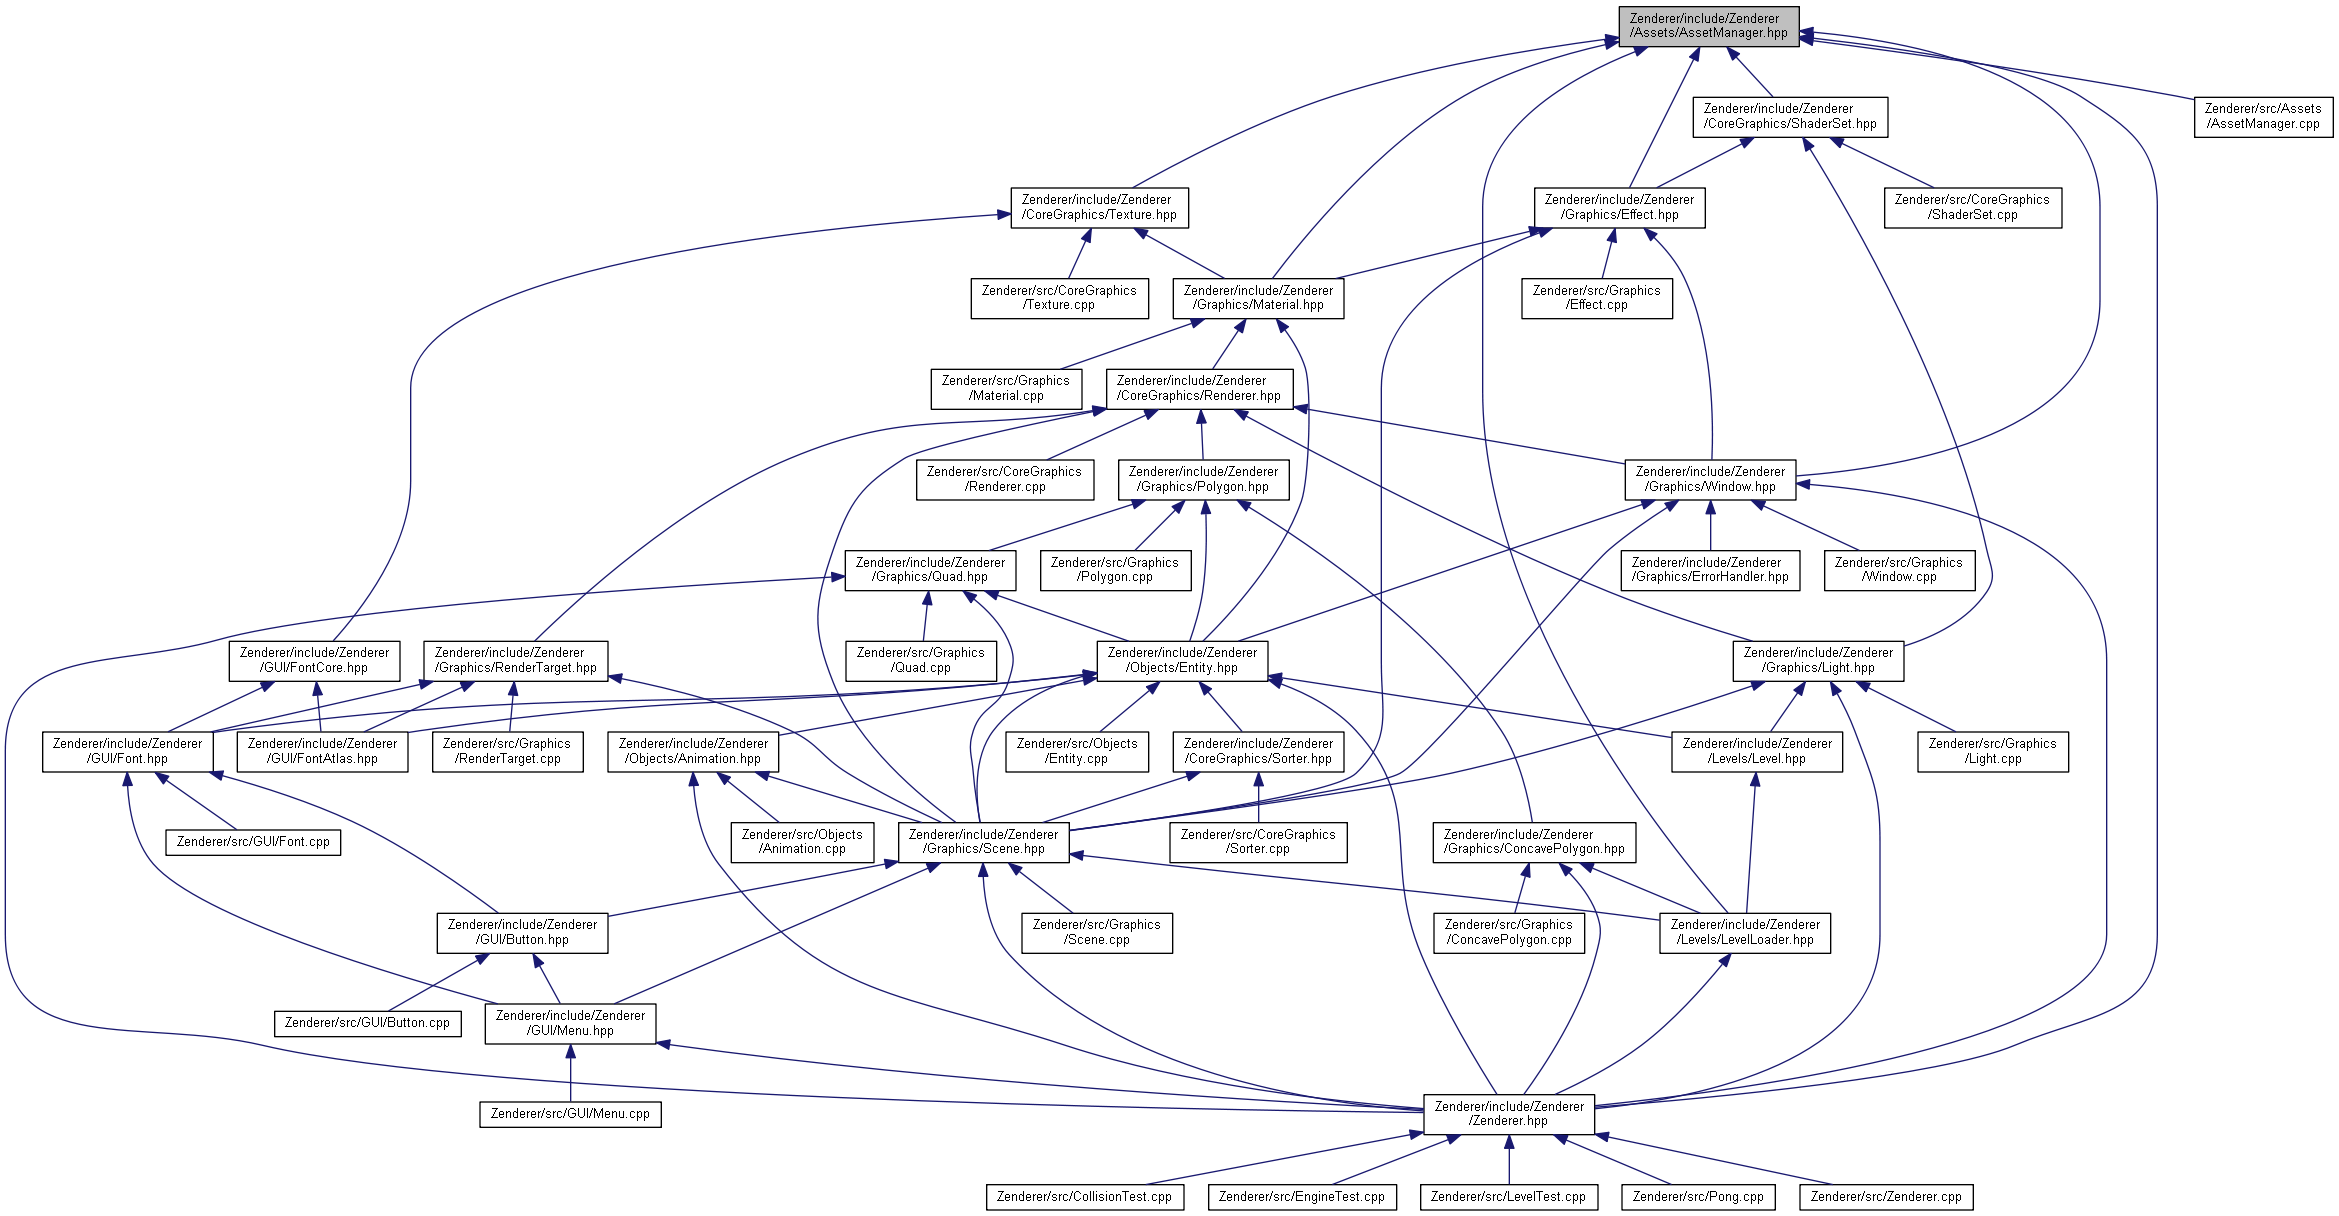 Zenderer/include/Zenderer
/Assets/AssetManager.hpp
Zenderer/include/Zenderer
/CoreGraphics/ShaderSet.hpp
Zenderer/src/Assets
/AssetManager.cpp
Zenderer/include/Zenderer
/CoreGraphics/Texture.hpp
Zenderer/include/Zenderer
/Graphics/Effect.hpp
Zenderer/src/CoreGraphics
/ShaderSet.cpp
Zenderer/src/CoreGraphics
/Texture.cpp
Zenderer/include/Zenderer
/Graphics/Material.hpp
Zenderer/src/Graphics
/Effect.cpp
Zenderer/src/Graphics
/Material.cpp
Zenderer/include/Zenderer
/CoreGraphics/Renderer.hpp
Zenderer/src/CoreGraphics
/Renderer.cpp
Zenderer/include/Zenderer
/Graphics/Polygon.hpp
Zenderer/include/Zenderer
/Graphics/Window.hpp
Zenderer/include/Zenderer
/Graphics/Quad.hpp
Zenderer/src/Graphics
/Polygon.cpp
Zenderer/include/Zenderer
/Graphics/ErrorHandler.hpp
Zenderer/src/Graphics
/Window.cpp
Zenderer/include/Zenderer
/GUI/FontCore.hpp
Zenderer/include/Zenderer
/Graphics/RenderTarget.hpp
Zenderer/src/Graphics
/Quad.cpp
Zenderer/include/Zenderer
/Objects/Entity.hpp
Zenderer/include/Zenderer
/Graphics/Light.hpp
Zenderer/include/Zenderer
/GUI/Font.hpp
Zenderer/include/Zenderer
/GUI/FontAtlas.hpp
Zenderer/src/Graphics
/RenderTarget.cpp
Zenderer/include/Zenderer
/Objects/Animation.hpp
Zenderer/src/Objects
/Entity.cpp
Zenderer/include/Zenderer
/CoreGraphics/Sorter.hpp
Zenderer/include/Zenderer
/Levels/Level.hpp
Zenderer/src/Graphics
/Light.cpp
Zenderer/src/GUI/Font.cpp
Zenderer/src/Objects
/Animation.cpp
Zenderer/include/Zenderer
/Graphics/Scene.hpp
Zenderer/src/CoreGraphics
/Sorter.cpp
Zenderer/include/Zenderer
/Graphics/ConcavePolygon.hpp
Zenderer/include/Zenderer
/GUI/Button.hpp
Zenderer/src/Graphics
/Scene.cpp
Zenderer/src/Graphics
/ConcavePolygon.cpp
Zenderer/include/Zenderer
/Levels/LevelLoader.hpp
Zenderer/src/GUI/Button.cpp
Zenderer/include/Zenderer
/GUI/Menu.hpp
Zenderer/src/GUI/Menu.cpp
Zenderer/include/Zenderer
/Zenderer.hpp
Zenderer/src/CollisionTest.cpp
Zenderer/src/EngineTest.cpp
Zenderer/src/LevelTest.cpp
Zenderer/src/Pong.cpp
Zenderer/src/Zenderer.cpp